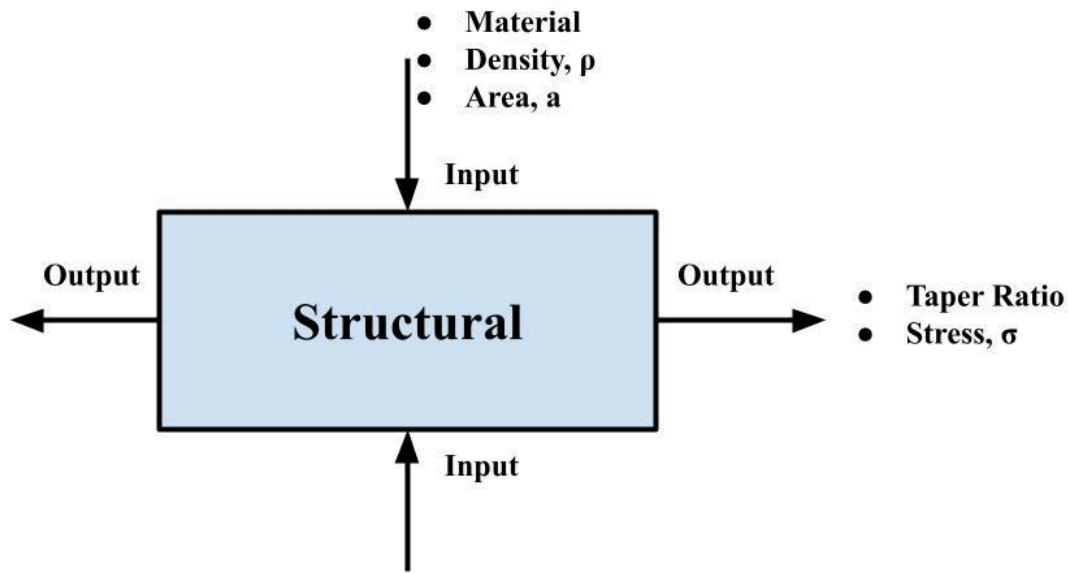 ● Material
● Density, ρ
● Area, a
Input
Output
Output
Structural
● Taper Ratio
● Stress, σ
Input